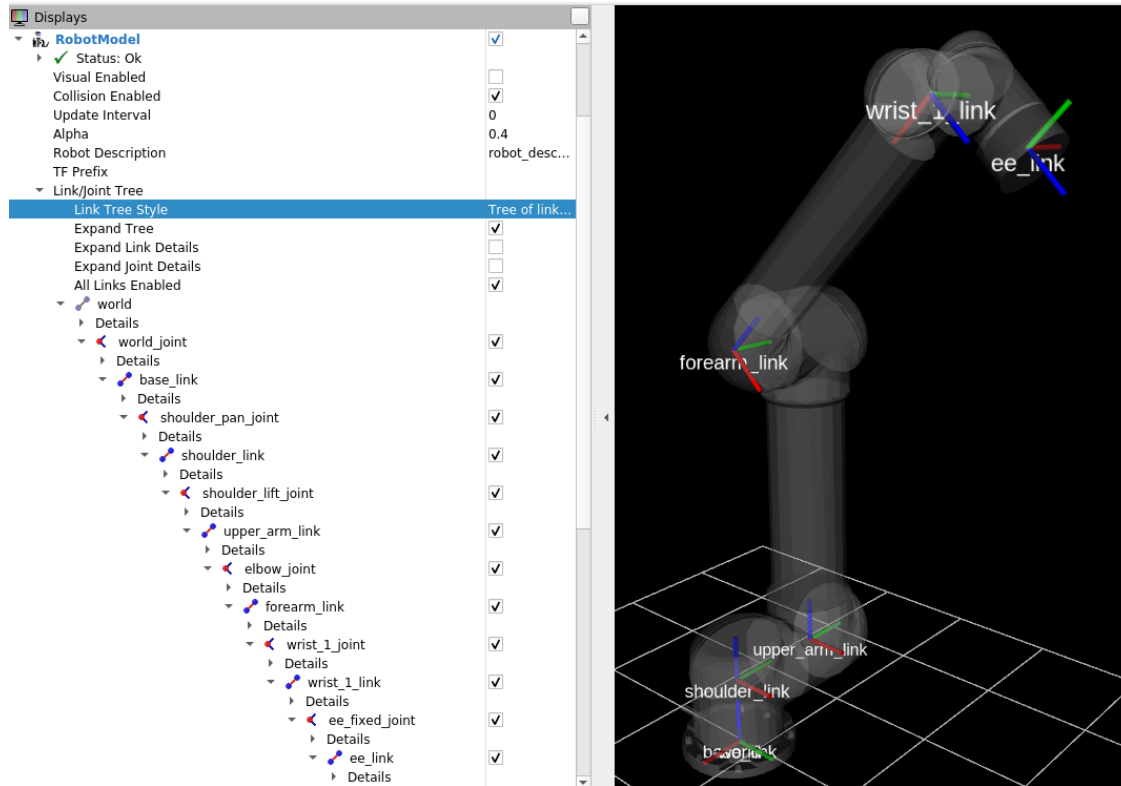 Displays
RobotModel
Status: Ok
Visual Enabled
Collision Enabled
Update Interval 0
Alpha 0.4
Robot Description robot_desc...
TF Prefix
Link/Joint Tree
Link Tree Style Tree of link...
Expand Tree
Expand Link Details
Expand Joint Details
All Links Enabled
world
Details
world_joint
Details
base_link
Details
shoulder_pan_joint
Details
shoulder_link
Details
shoulder_lift_joint
Details
upper_arm_link
Details
elbow_joint
Details
forearm_link
Details
wrist_1_joint
Details
wrist_1_link
Details
ee_fixed_joint
Details
ee_link
Details
wrist_1_link
ee_link
forearm_link
upper_arm_link
shoulder_link